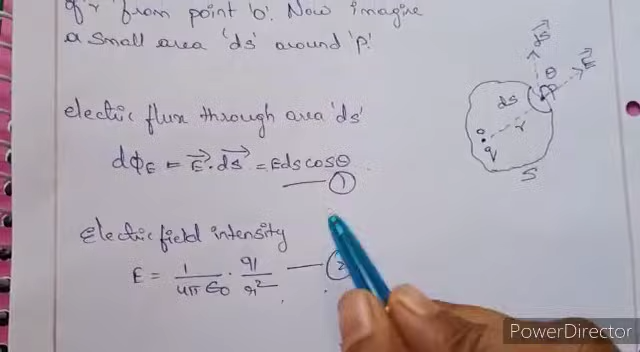 of 'r' from point 'o'. Now imagine
a small area 'ds' around 'P'.
electric flux through area 'ds'
dφE = E⃗ · ds⃗ = E ds cosθ
— ①
Electric field intensity
E = 1/4πε0 · q/r² — ②
ds⃗
θ
E⃗
P
ds
r
o
q
S
PowerDirector